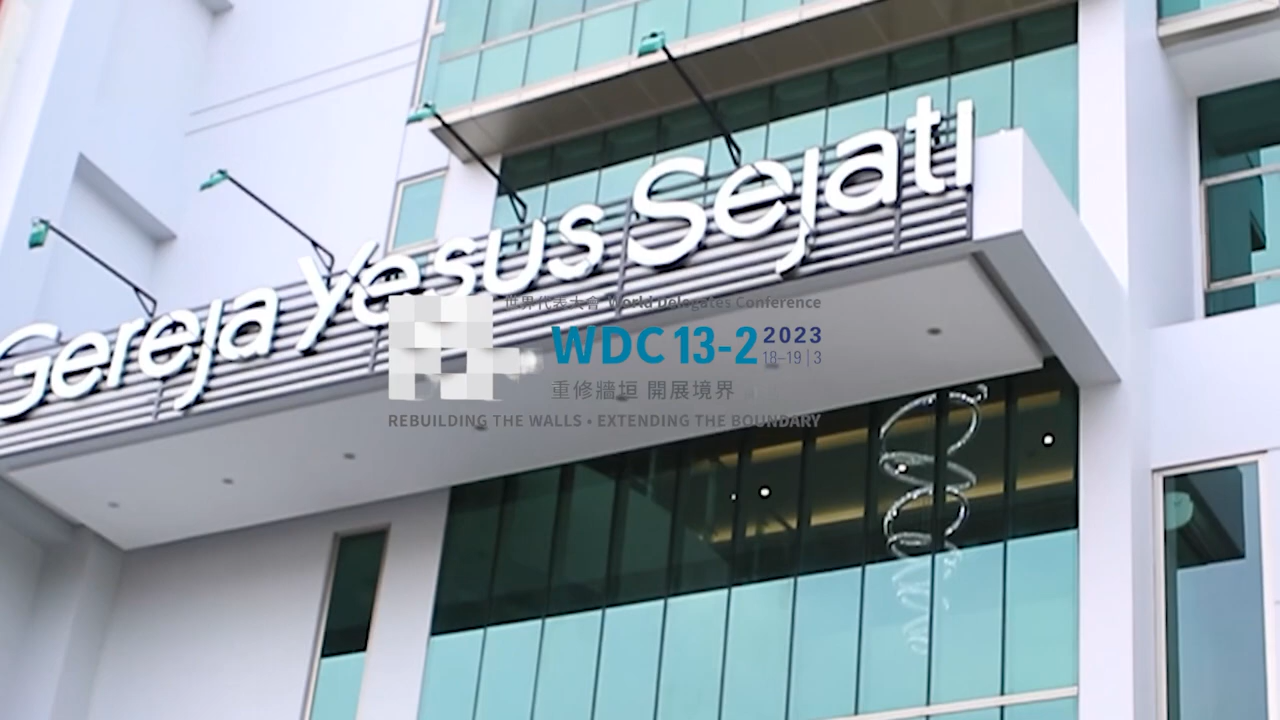 Gereja Yesus Sejati
世界代表大會 World Delegates Conference
WDC 13-2 2023
18-19 | 3
重修牆垣 開展境界
REBUILDING THE WALLS • EXTENDING THE BOUNDARY